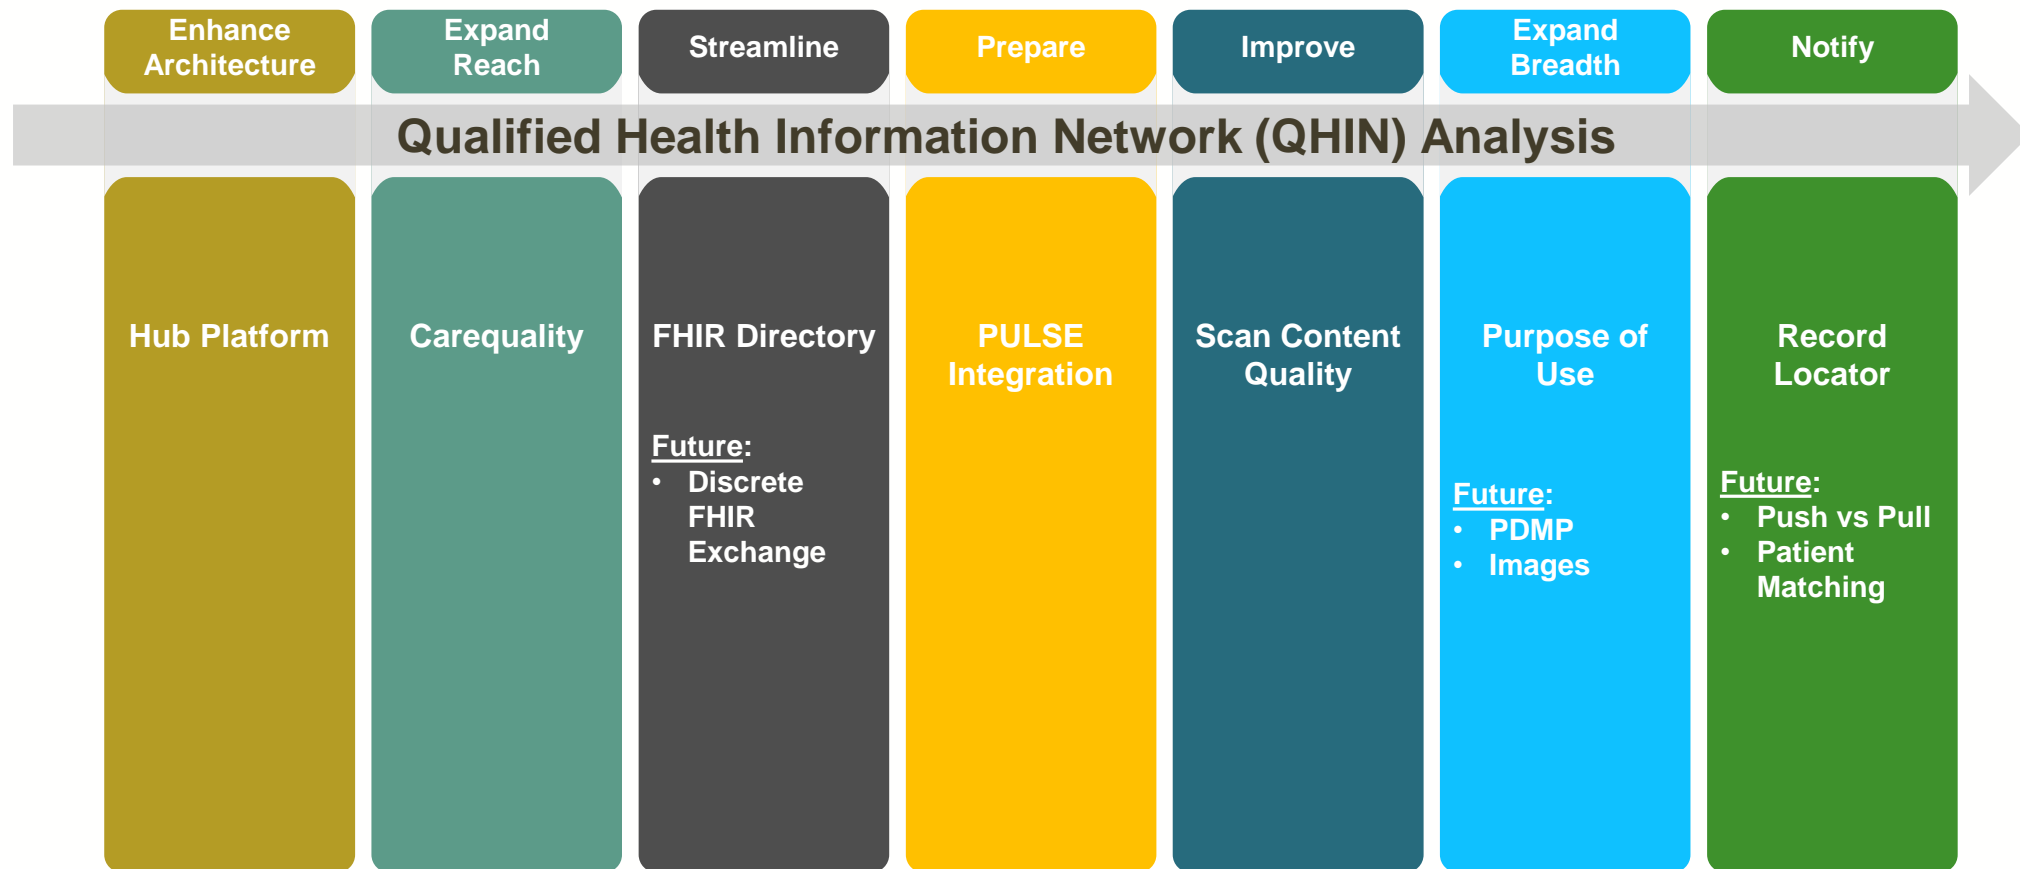 Enhance
Architecture
Expand
Reach
Streamline
Prepare
Improve
Expand
Breadth
Notify
Qualified Health Information Network (QHIN) Analysis
Hub Platform
Carequality
FHIR Directory
Future:
• Discrete
FHIR
Exchange
PULSE
Integration
Scan Content
Quality
Purpose of
Use
Future:
• PDMP
• Images
Record
Locator
Future:
• Push vs Pull
• Patient
Matching